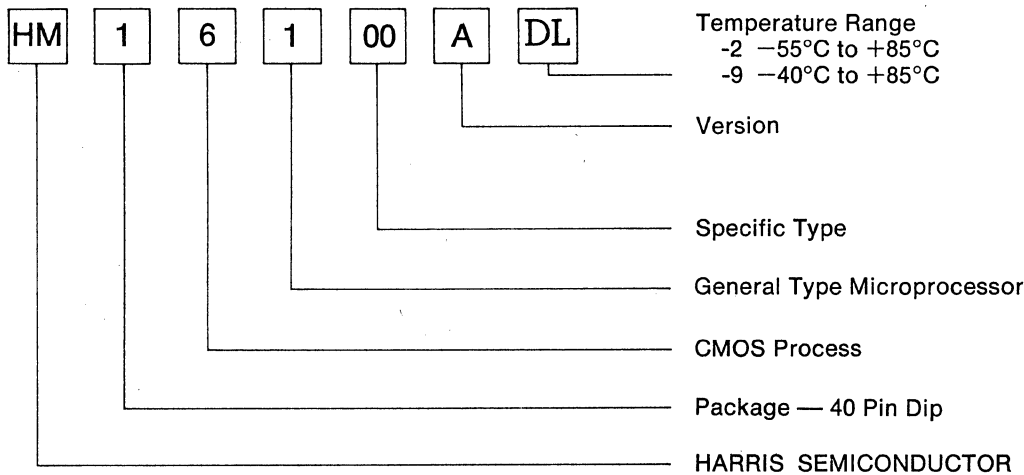 HM 1 6 1 00 A DL
Temperature Range
-2 —55°C to +85°C
-9 —40°C to +85°C
Version
Specific Type
General Type Microprocessor
CMOS Process
Package — 40 Pin Dip
HARRIS SEMICONDUCTOR